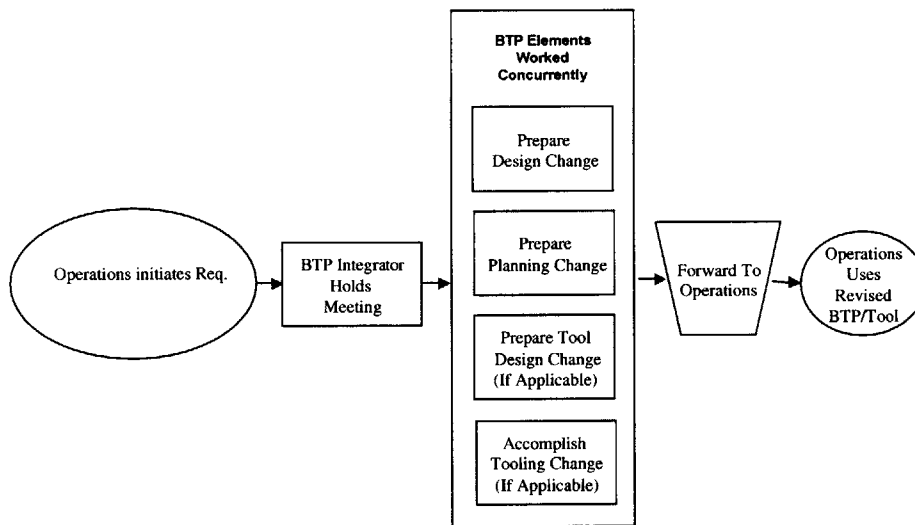 Operations initiates Req.
BTP Integrator
Holds
Meeting
BTP Elements
Worked
Concurrently
Prepare
Design Change
Prepare
Planning Change
Prepare Tool
Design Change
(If Applicable)
Accomplish
Tooling Change
(If Applicable)
Forward To
Operations
Operations
Uses
Revised
BTP/Tool